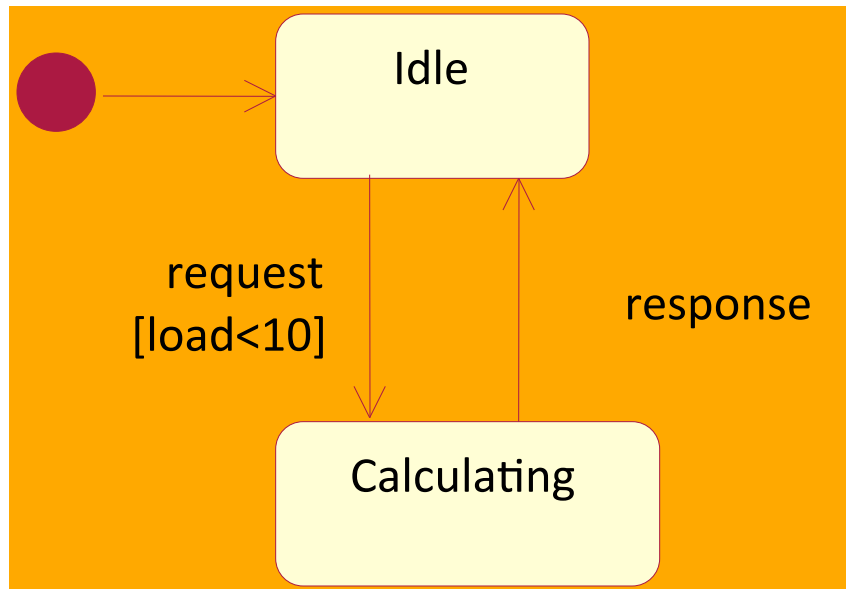 Idle
request
[load<10]
response
Calculating